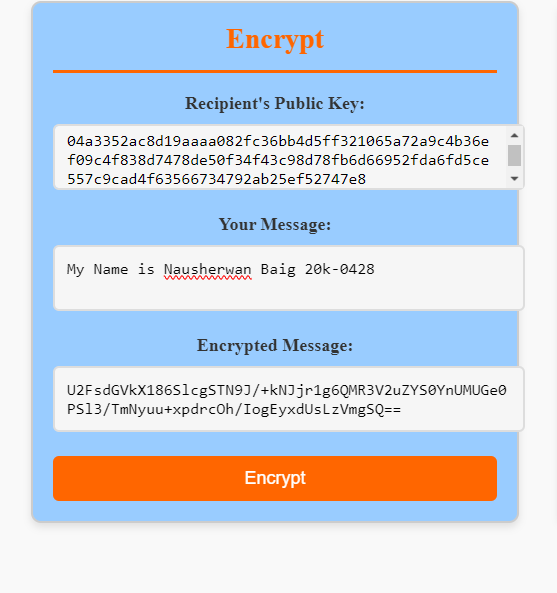 Encrypt
Recipient's Public Key:
04a3352ac8d19aaaa082fc36bb4d5ff321065a72a9c4b36e
f09c4f838d7478de50f34f43c98d78fb6d66952fda6fd5ce
557c9cad4f63566734792ab25ef52747e8
Your Message:
My Name is Nausherwan Baig 20k-0428
Encrypted Message:
U2FsdGVkX186SlcgSTN9J/+kNJjr1g6QMR3V2uZYS0YnUMUGe0
PSl3/TmNyuu+xpdrcOh/IogEyxdUsLzVmgSQ==
Encrypt